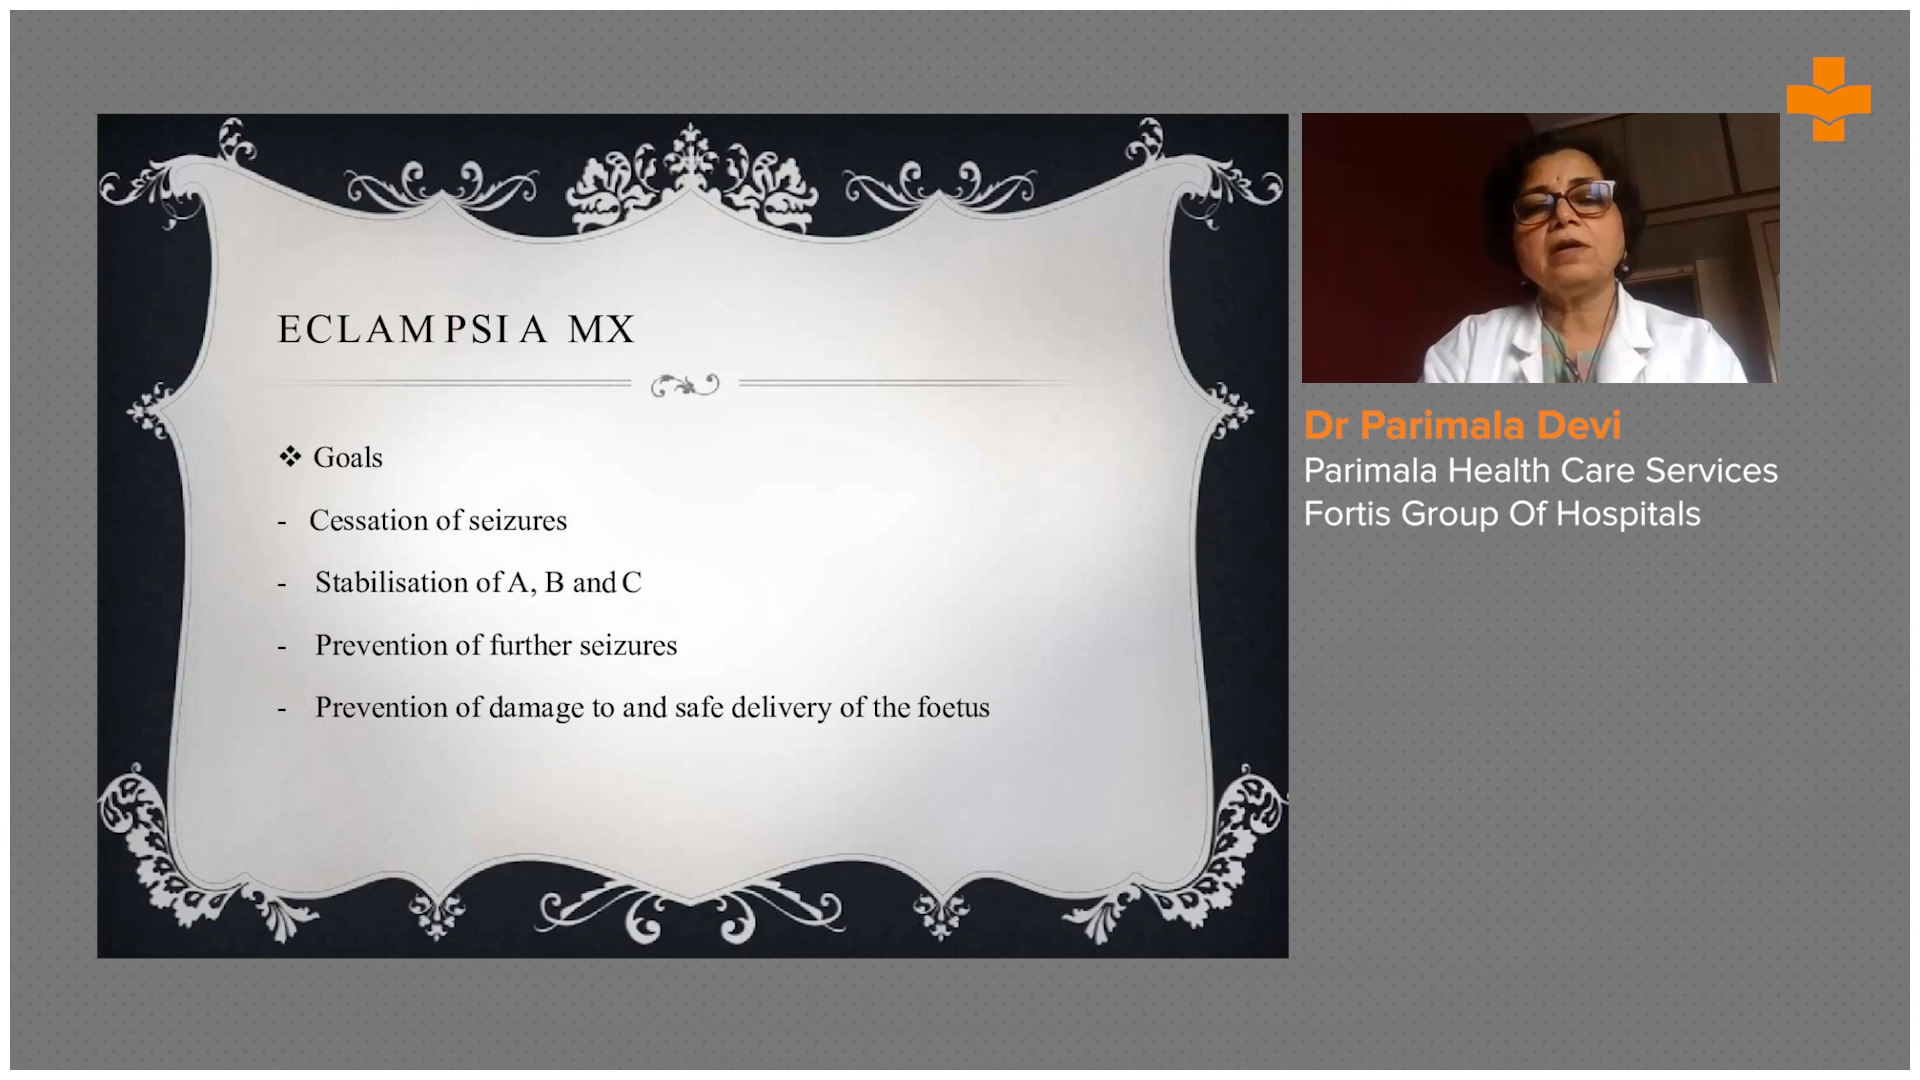 ECLAMPSIA MX
❖ Goals
- Cessation of seizures
- Stabilisation of A, B and C
- Prevention of further seizures
- Prevention of damage to and safe delivery of the foetus
Dr Parimala Devi
Parimala Health Care Services
Fortis Group Of Hospitals